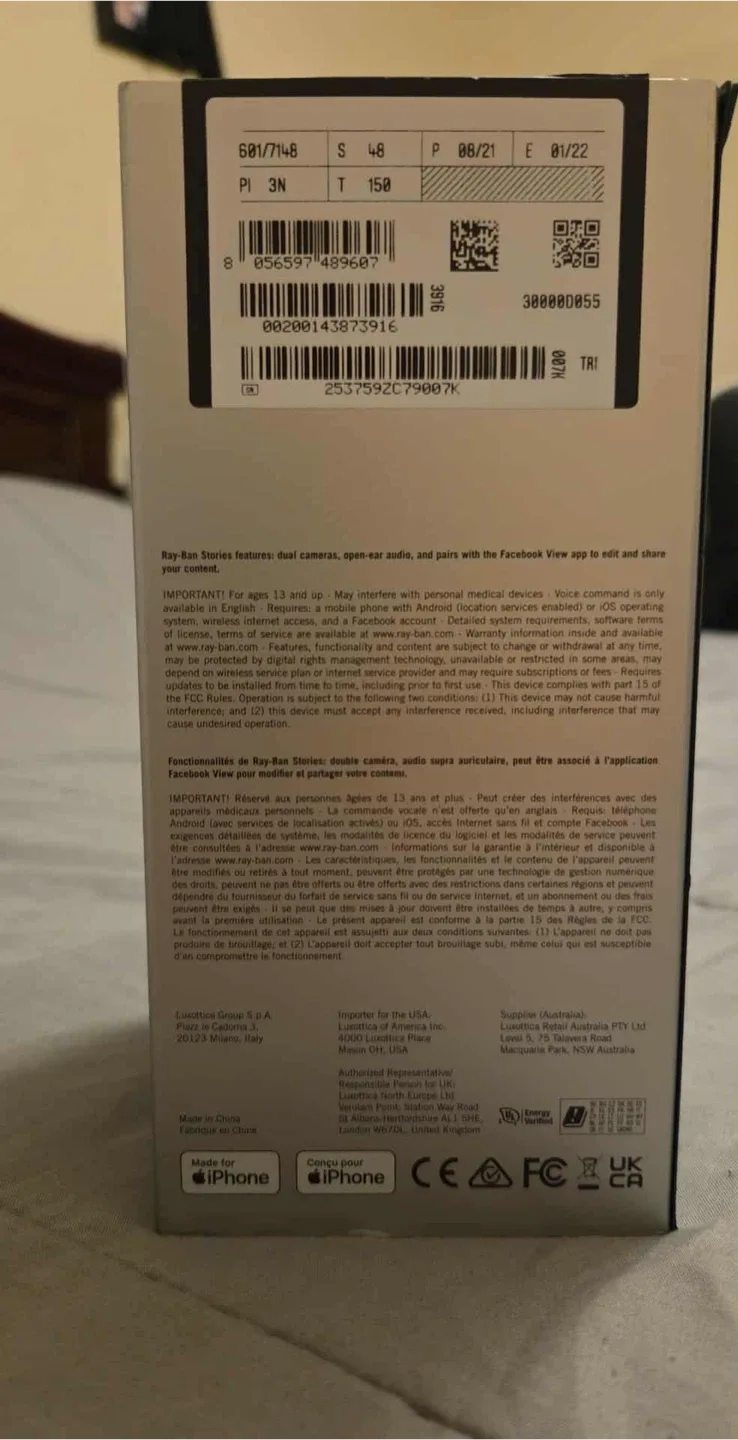 601/7148 S 48 P 08/21 E 01/22
PI 3N T 150
8 056597 489607
3916
30000D055
00200143873916
007K
TRI
SN
253759ZC79007K
Ray-Ban Stories features: dual cameras, open-ear audio, and pairs with the Facebook View app to edit and share
your content.
IMPORTANT! For ages 13 and up · May interfere with personal medical devices · Voice command is only
available in English · Requires: a mobile phone with Android (location services enabled) or iOS operating
system, wireless internet access, and a Facebook account · Detailed system requirements, software terms
of license, terms of service are available at www.ray-ban.com · Warranty information inside and available
at www.ray-ban.com · Features, functionality and content are subject to change or withdrawal at any time,
may be protected by digital rights management technology, unavailable or restricted in some areas, may
depend on wireless service plan or internet service provider and may require subscriptions or fees · Requires
updates to be installed from time to time, including prior to first use · This device complies with part 15 of
the FCC Rules. Operation is subject to the following two conditions: (1) This device may not cause harmful
interference; and (2) this device must accept any interference received, including interference that may
cause undesired operation.
Fonctionnalités de Ray-Ban Stories: double caméra, audio supra auriculaire, peut être associé à l'application
Facebook View pour modifier et partager votre contenu.
IMPORTANT! Réservé aux personnes âgées de 13 ans et plus · Peut créer des interférences avec des
appareils médicaux personnels · La commande vocale n'est offerte qu'en anglais · Requis: téléphone
Android (avec services de localisation activés) ou iOS, accès Internet sans fil et compte Facebook · Les
exigences détaillées de système, les modalités de licence du logiciel et les modalités de service peuvent
être consultées à l'adresse www.ray-ban.com · Informations sur la garantie à l'intérieur et disponible à
l'adresse www.ray-ban.com · Les caractéristiques, les fonctionnalités et le contenu de l'appareil peuvent
être modifiés ou retirés à tout moment, peuvent être protégés par une technologie de gestion numérique
des droits, peuvent ne pas être offerts ou être offerts avec des restrictions dans certaines régions et peuvent
dépendre du fournisseur du forfait de service sans fil ou de service Internet, et un abonnement ou des frais
peuvent être exigés · Il se peut que des mises à jour doivent être installées de temps à autre, y compris
avant la première utilisation · Le présent appareil est conforme à la partie 15 des Règles de la FCC.
Le fonctionnement de cet appareil est assujetti aux deux conditions suivantes: (1) L'appareil ne doit pas
produire de brouillage; et (2) L'appareil doit accepter tout brouillage subi, même celui qui est susceptible
d'en compromettre le fonctionnement.
Luxottica Group S.p.A.
Piazzale Cadorna 3,
20123 Milano, Italy
Importer for the USA:
Luxottica of America Inc.
4000 Luxottica Place
Mason OH, USA
Supplier (Australia):
Luxottica Retail Australia PTY Ltd
Level 5, 75 Talavera Road
Macquarie Park, NSW Australia
Authorized Representative/
Responsible Person for UK:
Luxottica North Europe Ltd.
Verulam Point, Station Way Road
St Albans Hertfordshire AL1 5HE,
London W67DL, United Kingdom
Made in China
Fabriqué en Chine
UL Energy
Verified
Made for
iPhone
Conçu pour
iPhone
CE FC UK
CA